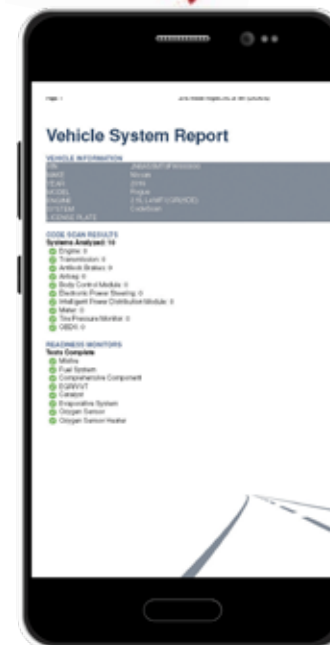 Vehicle System Report
VEHICLE INFORMATION
VIN
MAKE Nissan
YEAR
MODEL Rogue
ENGINE
SYSTEM CodeScan
LICENSE PLATE
CODE SCAN RESULTS
Systems Analyzed: 10
Engine: 0
Transmission: 0
Antilock Brakes: 0
Airbag: 0
Body Control Module: 0
Electronic Power Steering: 0
Intelligent Power Distribution Module: 0
Meter: 0
Tire Pressure Monitor: 0
OBDII: 0
READINESS MONITORS
Tests Complete
Misfire
Fuel System
Comprehensive Component
EGR/VVT
Catalyst
Evaporative System
Oxygen Sensor
Oxygen Sensor Heater